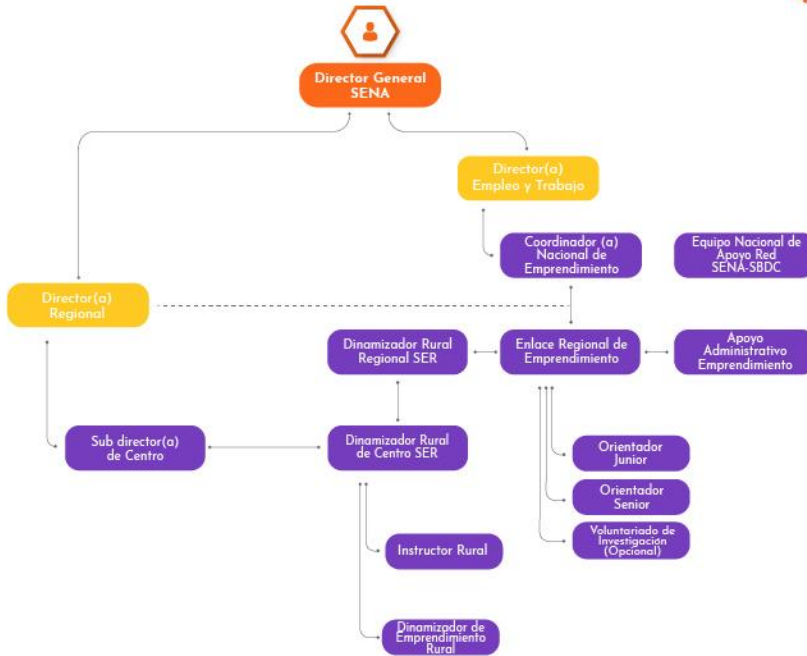 Director General
SENA
Director(a)
Empleo y Trabajo
Coordinador (a)
Nacional de
Emprendimiento
Equipo Nacional de
Apoyo Red
SENA-SBDC
Director(a)
Regional
Dinamizador Rural
Regional SER
Enlace Regional de
Emprendimiento
Apoyo
Administrativo
Emprendimiento
Sub director(a)
de Centro
Dinamizador Rural
de Centro SER
Orientador
Junior
Orientador
Senior
Voluntariado de
Investigación
(Opcional)
Instructor Rural
Dinamizador de
Emprendimiento
Rural